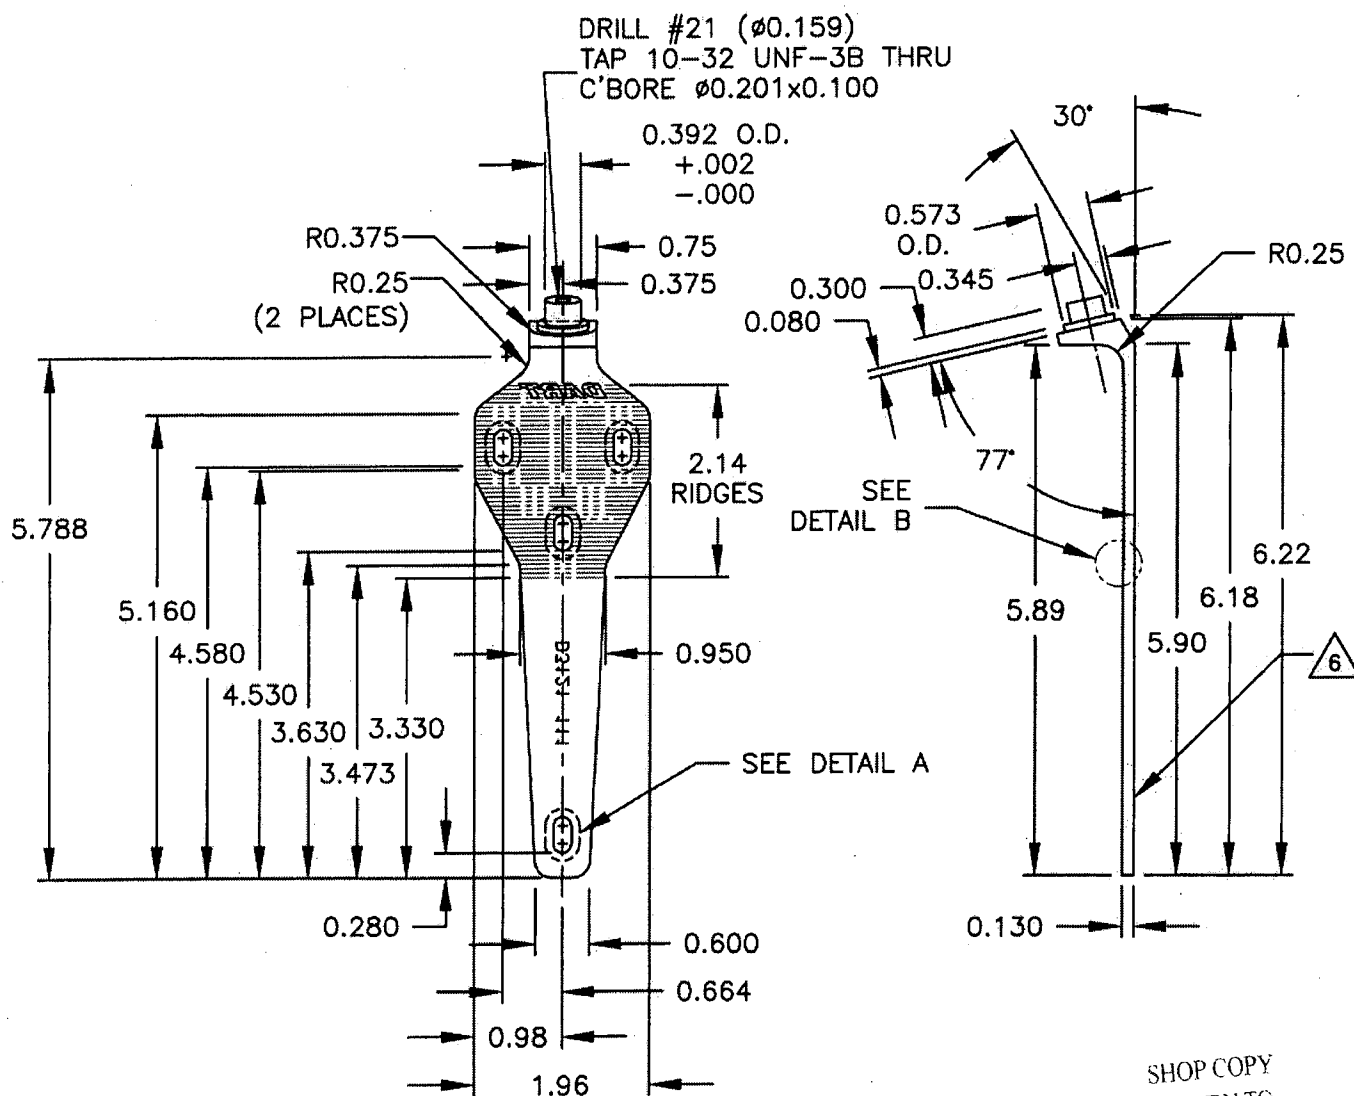 DRILL #21 (ø0.159)
TAP 10-32 UNF-3B THRU
C'BORE ø0.201x0.100
0.392 O.D.
+.002
-.000
R0.375
R0.25
(2 PLACES)
0.75
0.375
30°
0.573
O.D.
0.345
0.300
0.080
R0.25
DART
2.14
RIDGES
77°
SEE
DETAIL B
5.788
5.160
4.580
4.530
3.630
3.473
3.330
0.950
5.89
5.90
6.18
6.22
6
SEE DETAIL A
0.280
0.600
0.664
0.98
1.96
0.130
SHOP COPY